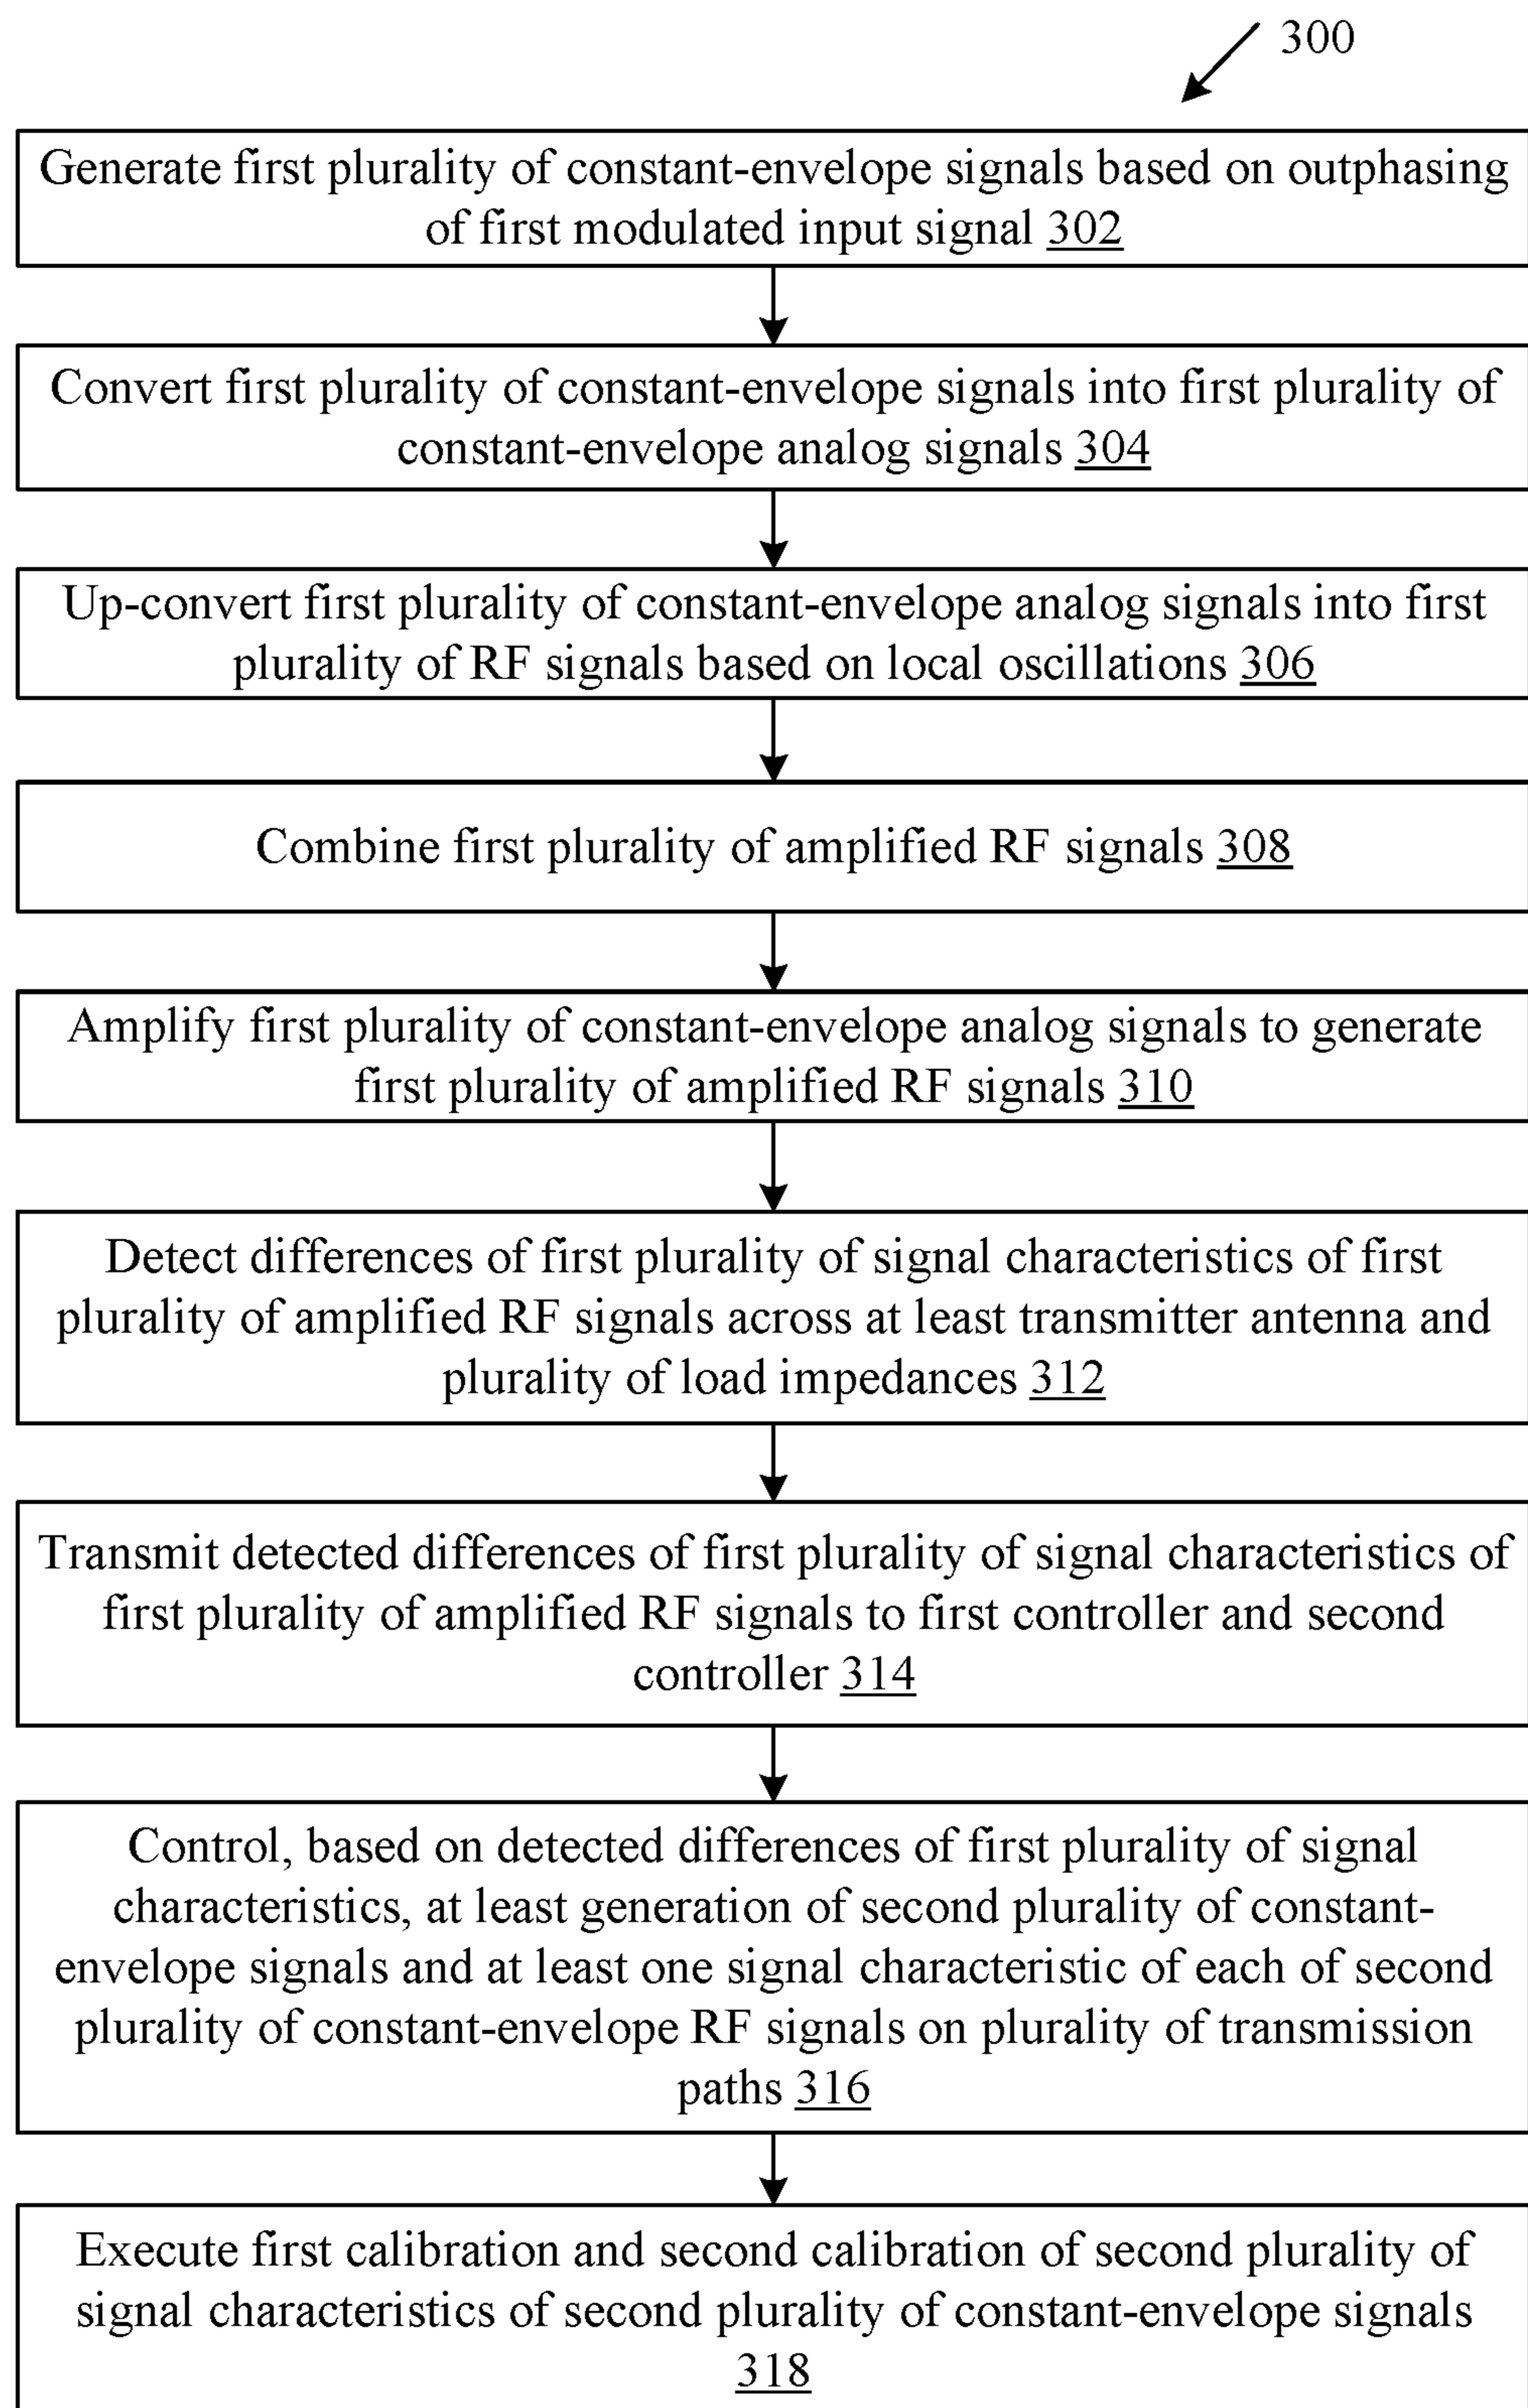 300
Generate first plurality of constant-envelope signals based on outphasing
of first modulated input signal 302
Convert first plurality of constant-envelope signals into first plurality of
constant-envelope analog signals 304
Up-convert first plurality of constant-envelope analog signals into first
plurality of RF signals based on local oscillations 306
Combine first plurality of amplified RF signals 308
Amplify first plurality of constant-envelope analog signals to generate
first plurality of amplified RF signals 310
Detect differences of first plurality of signal characteristics of first
plurality of amplified RF signals across at least transmitter antenna and
plurality of load impedances 312
Transmit detected differences of first plurality of signal characteristics of
first plurality of amplified RF signals to first controller and second
controller 314
Control, based on detected differences of first plurality of signal
characteristics, at least generation of second plurality of constant-
envelope signals and at least one signal characteristic of each of second
plurality of constant-envelope RF signals on plurality of transmission
paths 316
Execute first calibration and second calibration of second plurality of
signal characteristics of second plurality of constant-envelope signals
318